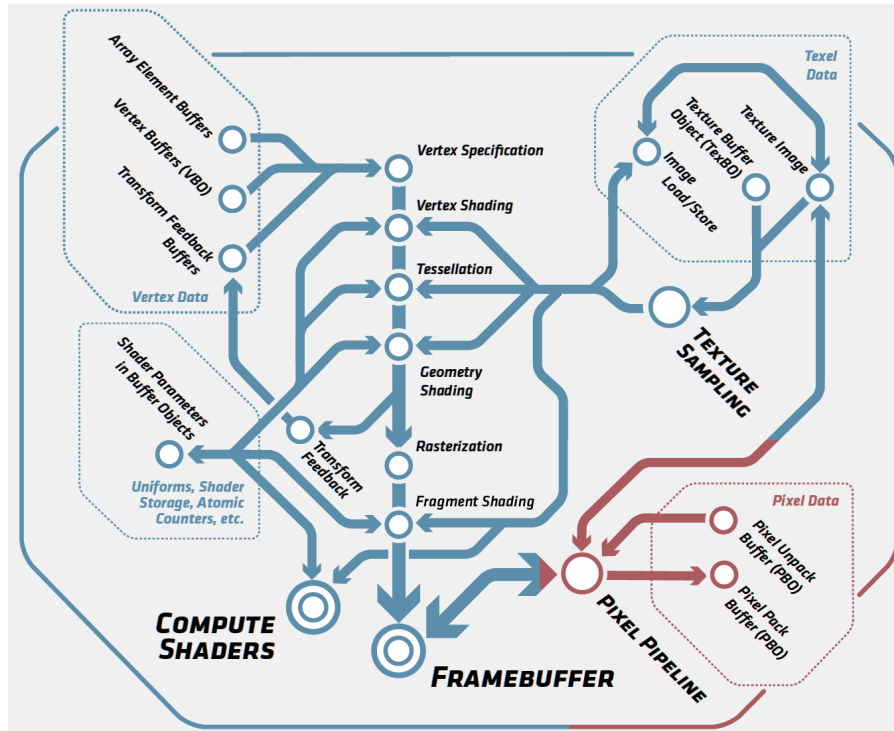 Array Element Buffers
Vertex Buffers (VBO)
Transform Feedback
Buffers
Vertex Data
Vertex Specification
Vertex Shading
Tessellation
Geometry
Shading
Rasterization
Fragment Shading
Texel
Data
Image
Load/Store
Texture Buffer
Object (TexBO)
Texture Image
Texture
Sampling
Shader Parameters
in Buffer Objects
Uniforms, Shader
Storage, Atomic
Counters, etc.
Transform
Feedback
Compute
Shaders
Framebuffer
Pixel Pipeline
Pixel Data
Pixel Unpack
Buffer (PBO)
Pixel Pack
Buffer (PBO)